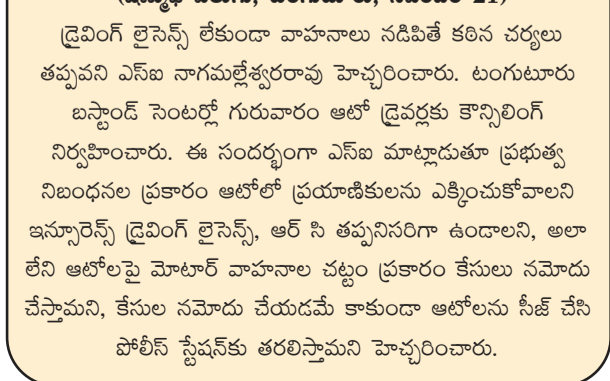 డ్రైవింగ్ లైసెన్స్ లేకుండా వాహనాలు నడిపితే కఠిన చర్యలు
తప్పవని ఎస్ఐ నాగమల్లేశ్వరరావు హెచ్చరించారు. టంగుటూరు
బస్టాండ్ సెంటర్లో గురువారం ఆటో డ్రైవర్లకు కౌన్సిలింగ్
నిర్వహించారు. ఈ సందర్భంగా ఎస్ఐ మాట్లాడుతూ ప్రభుత్వ
నిబంధనల ప్రకారం ఆటోలో ప్రయాణికులను ఎక్కించుకోవాలని
ఇన్సూరెన్స్ డ్రైవింగ్ లైసెన్స్, ఆర్ సి తప్పనిసరిగా ఉండాలని, అలా
లేని ఆటోలపై మోటార్ వాహనాల చట్టం ప్రకారం కేసులు నమోదు
చేస్తామని, కేసుల నమోదు చేయడమే కాకుండా ఆటోలను సీజ్ చేసి
పోలీస్ స్టేషన్‌కు తరలిస్తామని హెచ్చరించారు.